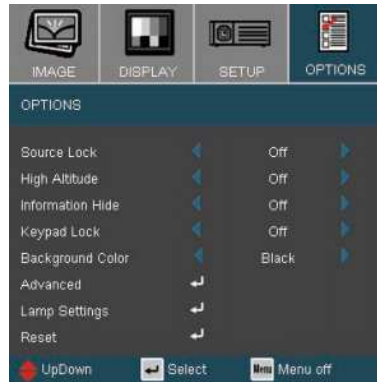 IMAGE DISPLAY SETUP OPTIONS
OPTIONS
Source Lock Off
High Altitude Off
Information Hide Off
Keypad Lock Off
Background Color Black
Advanced
Lamp Settings
Reset
UpDown Select Menu Menu off